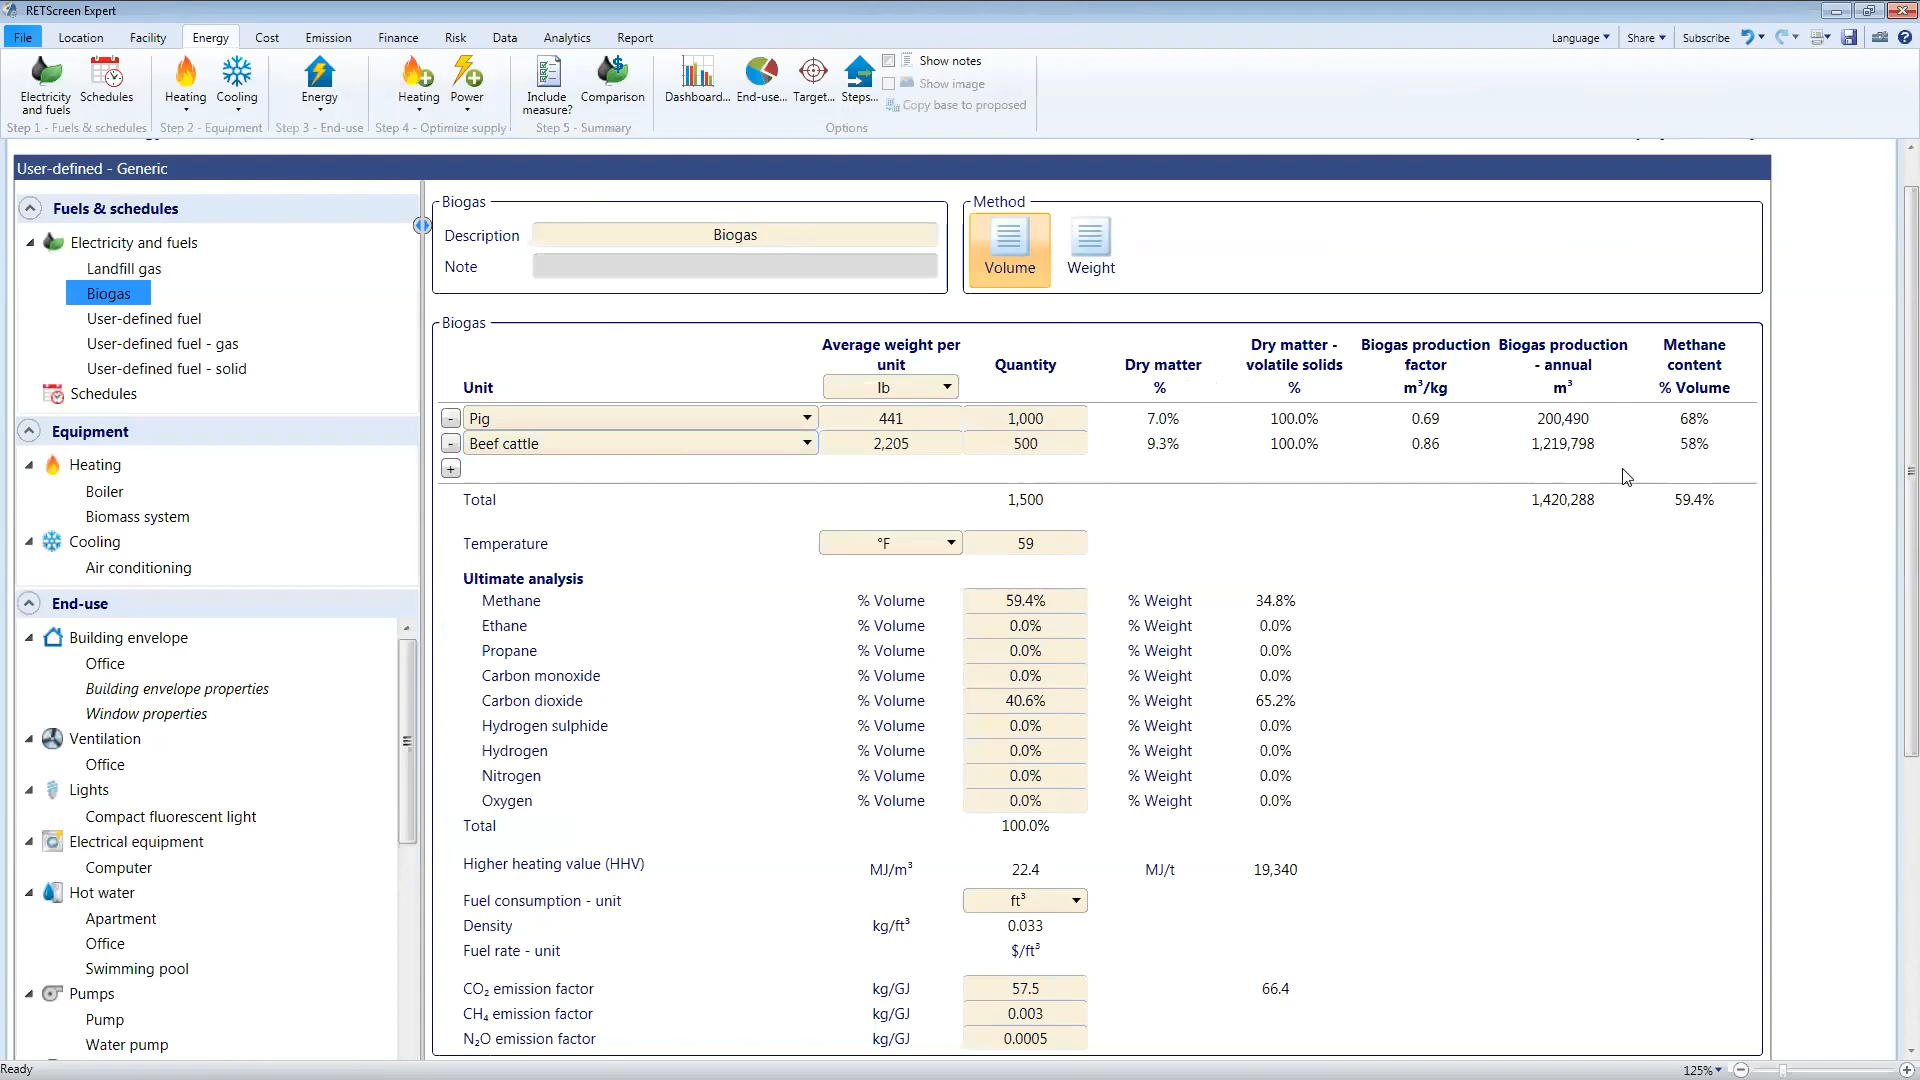 RETScreen Expert
File Location Facility Energy Cost Emission Finance Risk Data Analytics Report Language Share Subscribe
Electricity and fuels Schedules Heating Cooling Energy Heating Power Include measure? Comparison Dashboard... End-use... Target... Steps...
Show notes
Show image
Copy base to proposed
Step 1 - Fuels & schedules Step 2 - Equipment Step 3 - End-use Step 4 - Optimize supply Step 5 - Summary Options
User-defined - Generic
Fuels & schedules
Electricity and fuels
Landfill gas
Biogas
User-defined fuel
User-defined fuel - gas
User-defined fuel - solid
Schedules
Equipment
Heating
Boiler
Biomass system
Cooling
Air conditioning
End-use
Building envelope
Office
Building envelope properties
Window properties
Ventilation
Office
Lights
Compact fluorescent light
Electrical equipment
Computer
Hot water
Apartment
Office
Swimming pool
Pumps
Pump
Water pump
Biogas
Description Biogas
Note
Method
Volume Weight
Biogas
Average weight per Dry matter - Biogas production Biogas production Methane
unit Quantity Dry matter volatile solids factor - annual content
Unit lb % % m³/kg m³ % Volume
- Pig 441 1,000 7.0% 100.0% 0.69 200,490 68%
- Beef cattle 2,205 500 9.3% 100.0% 0.86 1,219,798 58%
+
Total 1,500 1,420,288 59.4%
Temperature °F 59
Ultimate analysis
Methane % Volume 59.4% % Weight 34.8%
Ethane % Volume 0.0% % Weight 0.0%
Propane % Volume 0.0% % Weight 0.0%
Carbon monoxide % Volume 0.0% % Weight 0.0%
Carbon dioxide % Volume 40.6% % Weight 65.2%
Hydrogen sulphide % Volume 0.0% % Weight 0.0%
Hydrogen % Volume 0.0% % Weight 0.0%
Nitrogen % Volume 0.0% % Weight 0.0%
Oxygen % Volume 0.0% % Weight 0.0%
Total 100.0%
Higher heating value (HHV) MJ/m³ 22.4 MJ/t 19,340
Fuel consumption - unit ft³
Density kg/ft³ 0.033
Fuel rate - unit $/ft³
CO₂ emission factor kg/GJ 57.5 66.4
CH₄ emission factor kg/GJ 0.003
N₂O emission factor kg/GJ 0.0005
Ready 125%